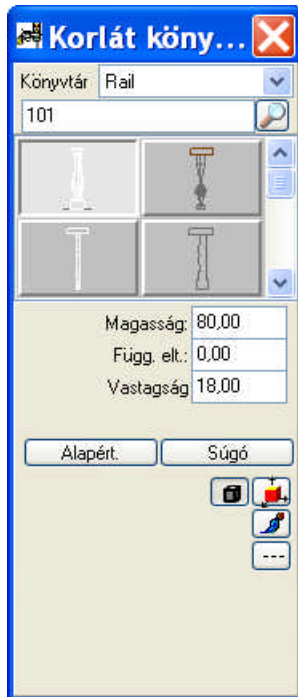 Korlát köny...
Könyvtár Rail
101
Magasság: 80,00
Függ. elt.: 0,00
Vastagság 18,00
Alapért. Súgó